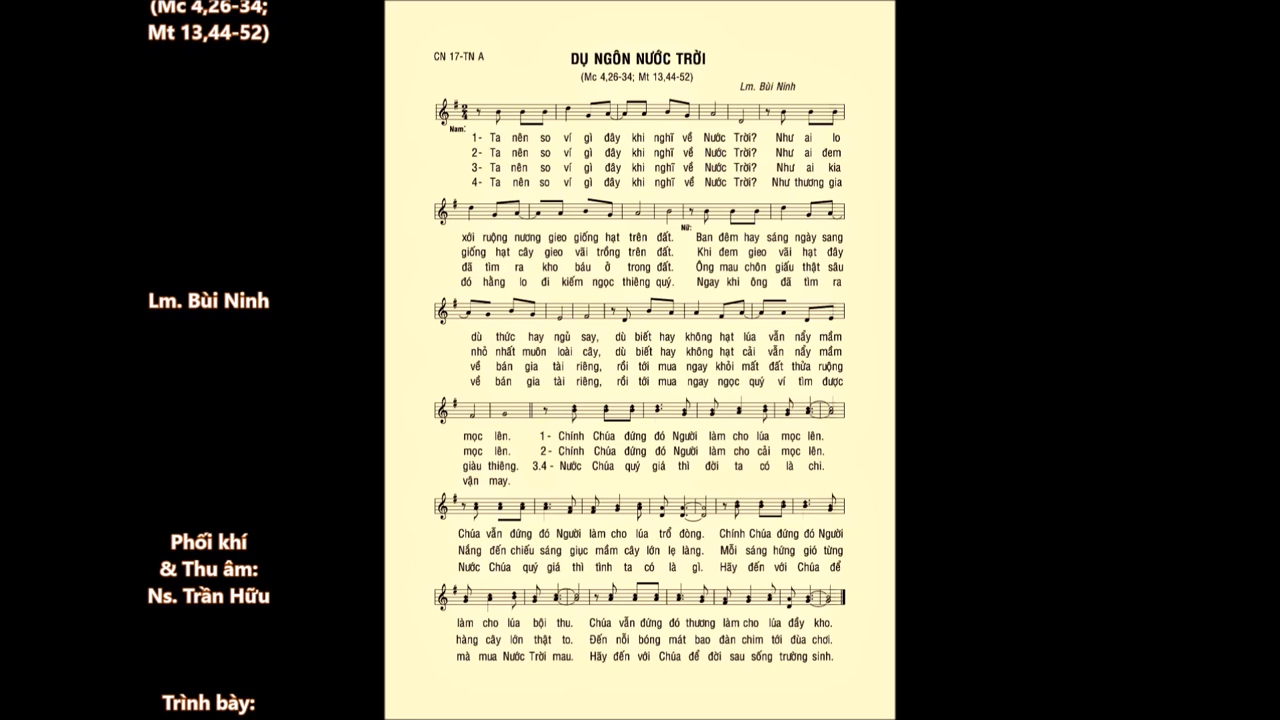 (Mc 4,26-34;
Mt 13,44-52)
Lm. Bùi Ninh
Phối khí
& Thu âm:
Ns. Trần Hữu
Trình bày:
CN 17-TN A
DỤ NGÔN NƯỚC TRỜI
(Mc 4,26-34; Mt 13,44-52)
Lm. Bùi Ninh
Nam:
1- Ta nên so ví gì đây khi nghĩ về Nước Trời? Như ai lo
2- Ta nên so ví gì đây khi nghĩ về Nước Trời? Như ai đem
3- Ta nên so ví gì đây khi nghĩ về Nước Trời? Như ai kia
4- Ta nên so ví gì đây khi nghĩ về Nước Trời? Như thương gia
Nữ:
xới ruộng nương gieo giống hạt trên đất. Ban đêm hay sáng ngày sang
giống hạt cây gieo vãi trồng trên đất. Khi đem gieo vãi hạt đây
đã tìm ra kho báu ở trong đất. Ông mau chôn giấu thật sâu
đó hằng lo đi kiếm ngọc thiêng quý. Ngay khi ông đã tìm ra
dù thức hay ngủ say, dù biết hay không hạt lúa vẫn nẩy mầm
nhỏ nhất muôn loài cây, dù biết hay không hạt cải vẫn nẩy mầm
về bán gia tài riêng, rồi tới mua ngay khỏi mất đất thửa ruộng
về bán gia tài riêng, rồi tới mua ngay ngọc quý ví tìm được
mọc lên. 1- Chính Chúa đứng đó Người làm cho lúa mọc lên.
mọc lên. 2- Chính Chúa đứng đó Người làm cho cải mọc lên.
giàu thiêng. 3.4- Nước Chúa quý giá thì đời ta có là chi.
vận may.
Chúa vẫn đứng đó Người làm cho lúa trổ đòng. Chính Chúa đứng đó Người
Nắng đến chiếu sáng giục mầm cây lớn lẹ làng. Mỗi sáng hứng gió từng
Nước Chúa quý giá thì tình ta có là gì. Hãy đến với Chúa để
làm cho lúa bội thu. Chúa vẫn đứng đó thương làm cho lúa đầy kho.
hàng cây lớn thật to. Đến nỗi bóng mát bao đàn chim tới đùa chơi.
mà mua Nước Trời mau. Hãy đến với Chúa để đời sau sống trường sinh.